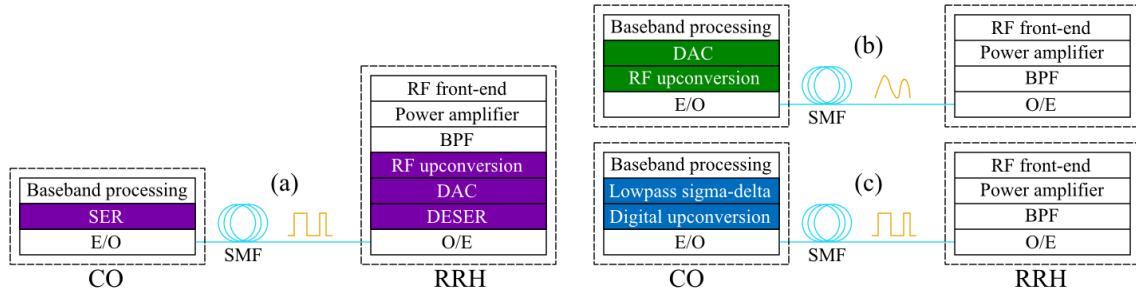 (a)
Baseband processing
SER
E/O
CO
SMF
RF front-end
Power amplifier
BPF
RF upconversion
DAC
DESER
O/E
RRH
(b)
Baseband processing
DAC
RF upconversion
E/O
SMF
RF front-end
Power amplifier
BPF
O/E
(c)
Baseband processing
Lowpass sigma-delta
Digital upconversion
E/O
CO
SMF
RF front-end
Power amplifier
BPF
O/E
RRH